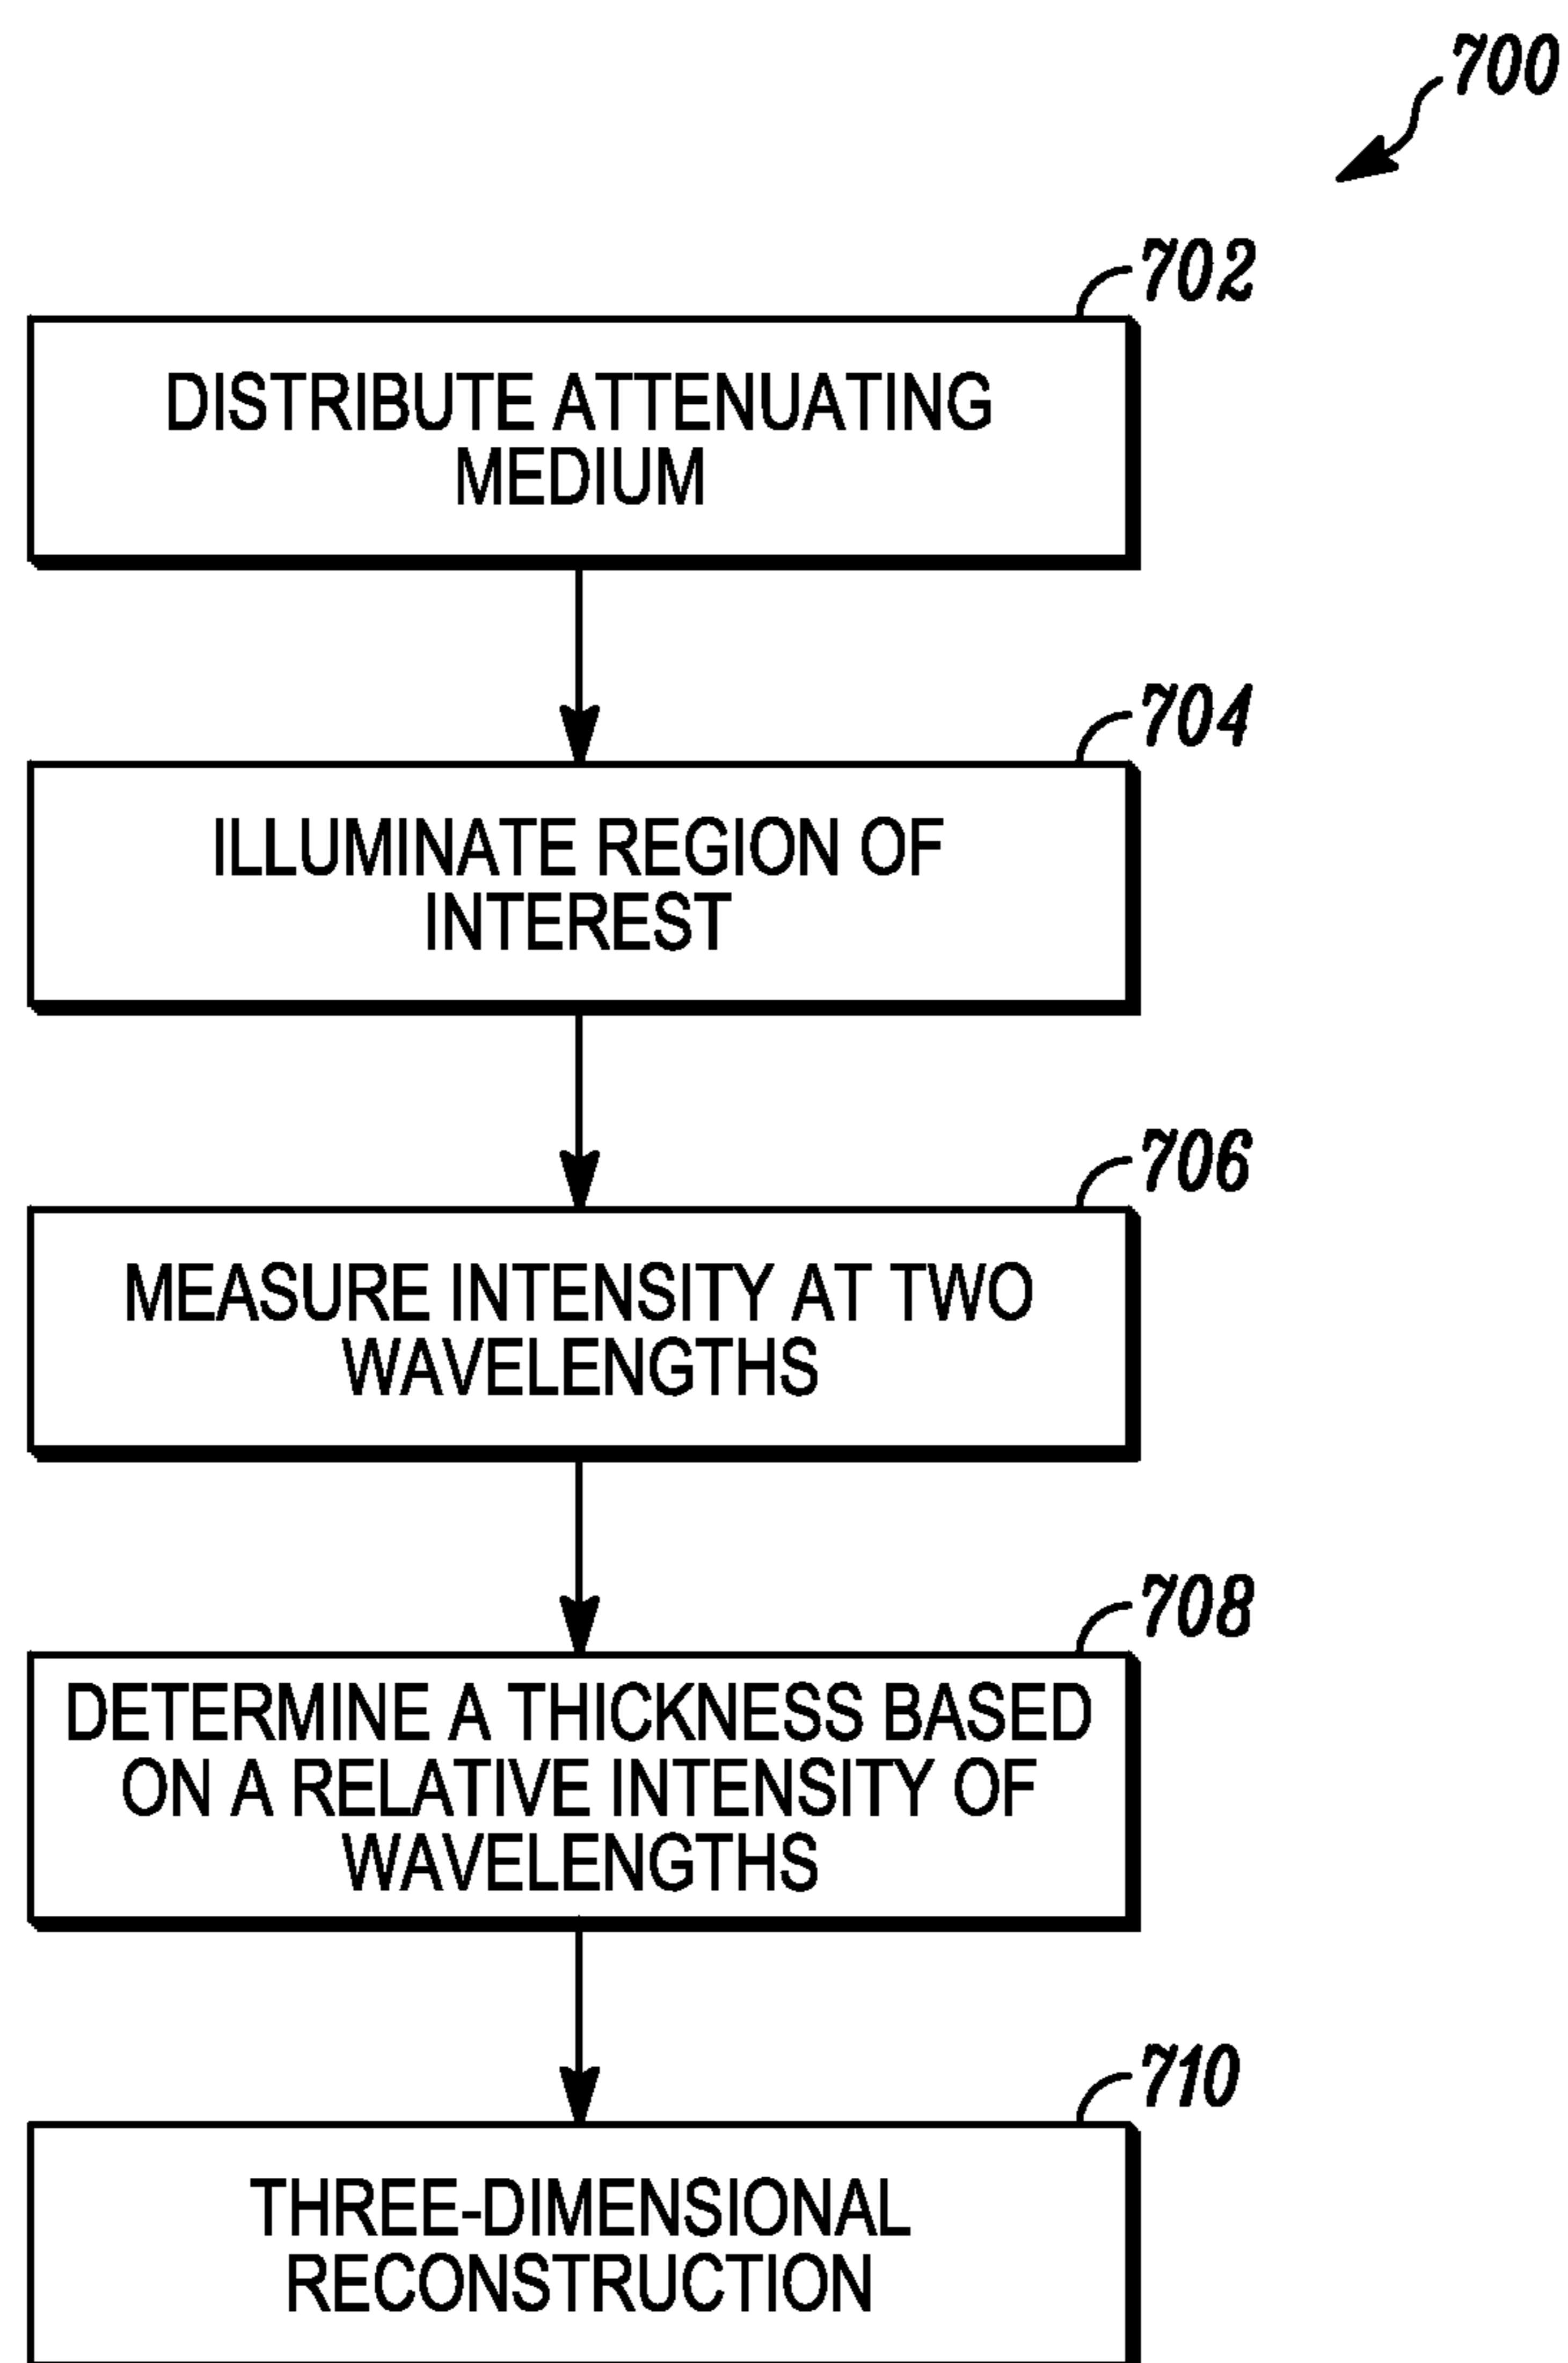 700
702
DISTRIBUTE ATTENUATING
MEDIUM
704
ILLUMINATE REGION OF
INTEREST
706
MEASURE INTENSITY AT TWO
WAVELENGTHS
708
DETERMINE A THICKNESS BASED
ON A RELATIVE INTENSITY OF
WAVELENGTHS
710
THREE-DIMENSIONAL
RECONSTRUCTION